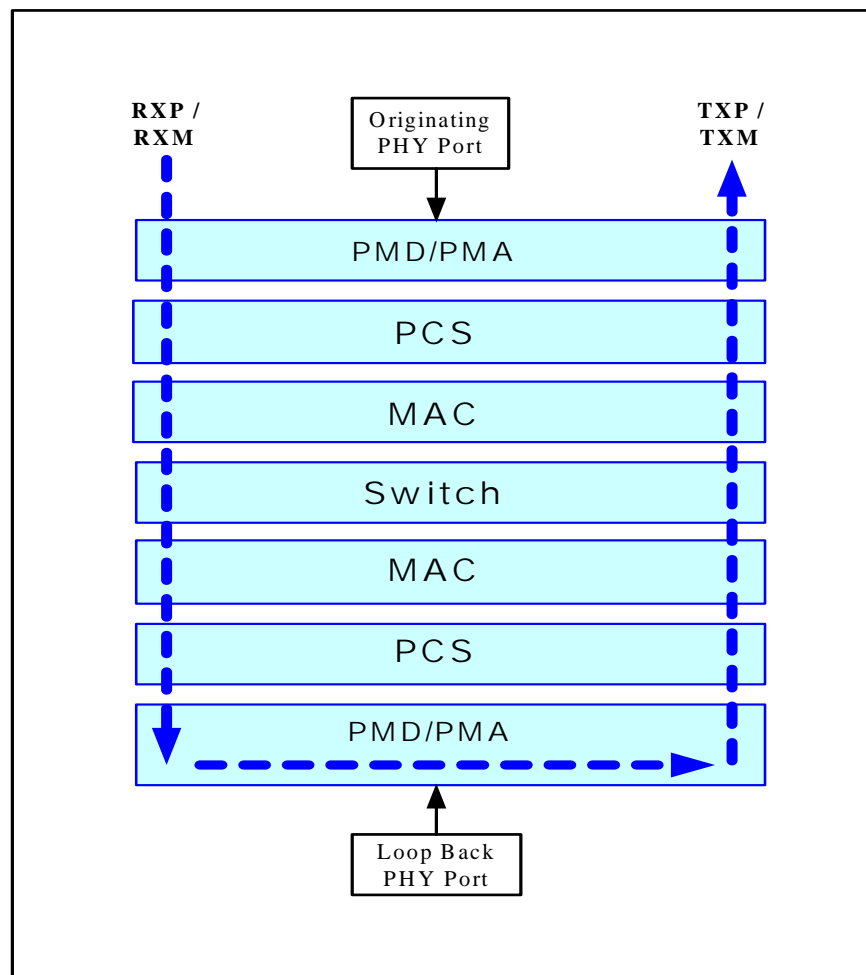 RXP /
RXM
Originating
PHY Port
TXP /
TXM
PMD/PMA
PCS
MAC
Switch
MAC
PCS
PMD/PMA
Loop Back
PHY Port